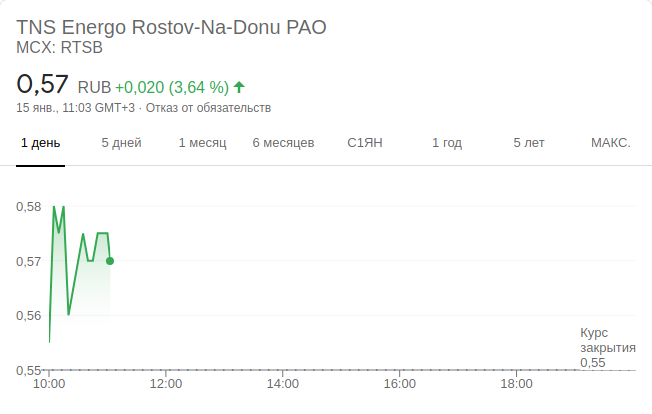 TNS Energo Rostov-Na-Donu PAO
MCX: RTSB
0,57 RUB +0,020 (3,64 %)
15 янв., 11:03 GMT+3 · Отказ от обязательств
1 день 5 дней 1 месяц 6 месяцев С1ЯН 1 год 5 лет МАКС.
0,58
0,57
0,56
Курс
закрытия
0,55
0,55
10:00 12:00 14:00 16:00 18:00